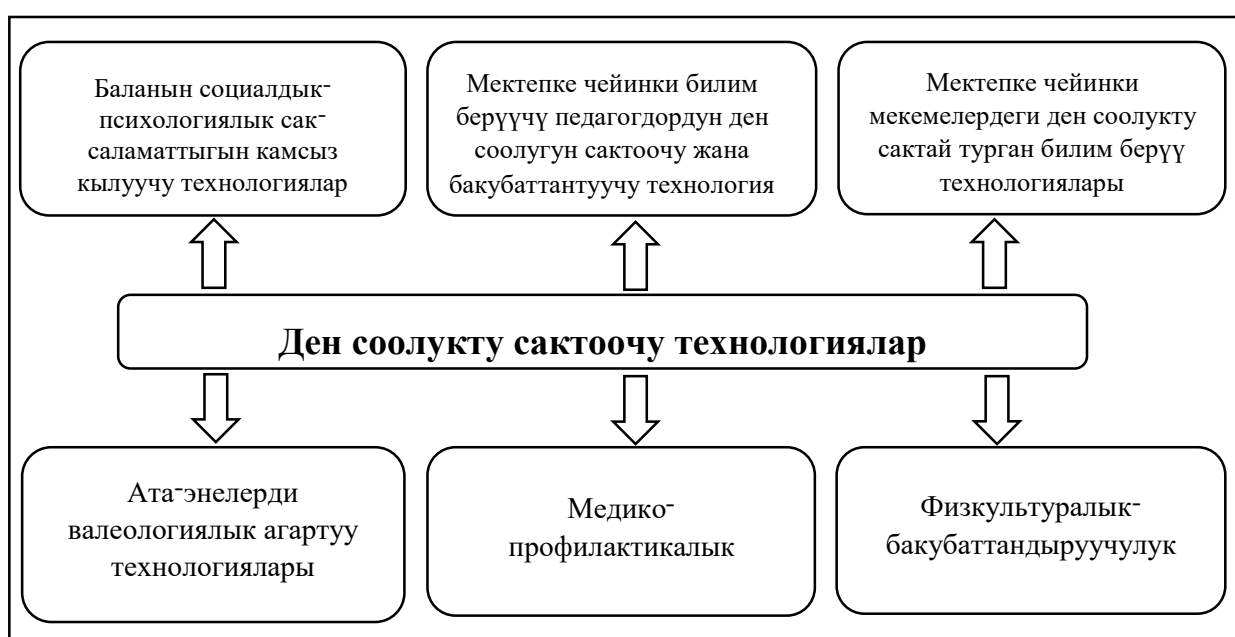 Баланын социалдык-
психологиялык сак-
саламаттыгын камсыз
кылуучу технологиялар
Мектепке чейинки билим
берүүчү педагогдордун ден
соолугун сактоочу жана
бакубаттантуучу технология
Мектепке чейинки
мекемелердеги ден соолукту
сактай турган билим берүү
технологиялары
Ден соолукту сактоочу технологиялар
Ата-энелерди
валеологиялык агартуу
технологиялары
Медико-
профилактикалык
Физкультуралык-
бакубаттандыруучулук